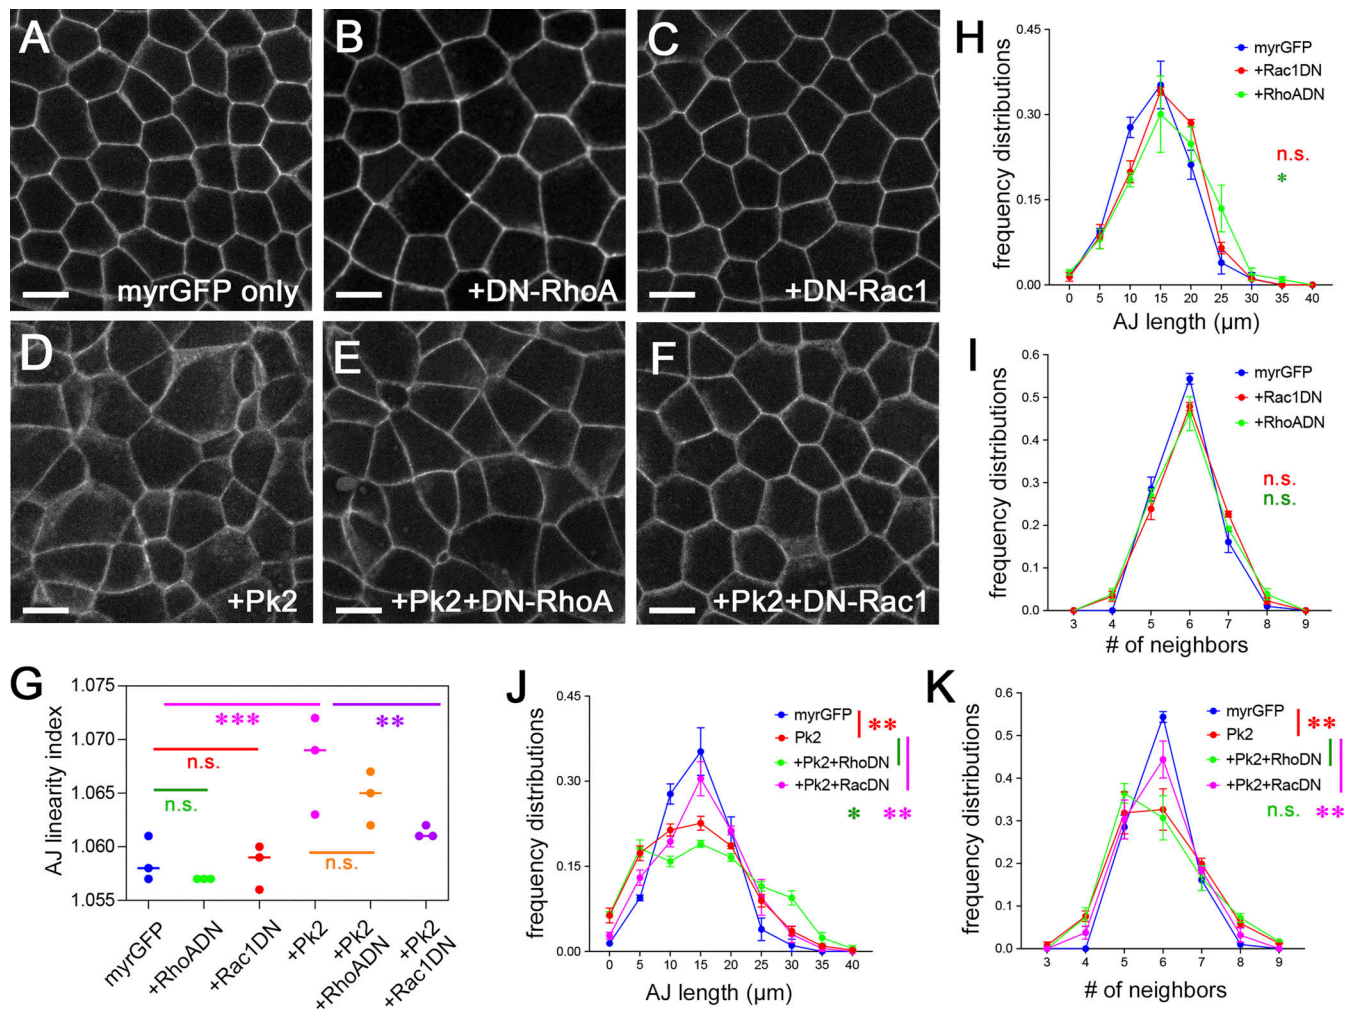 A
myrGFP only
B
+DN-RhoA
C
+DN-Rac1
D
+Pk2
E
+Pk2+DN-RhoA
F
+Pk2+DN-Rac1
G
AJ linearity index
1.075
1.070
1.065
1.060
1.055
***
**
n.s.
n.s.
n.s.
myrGFP
+RhoADN
+Rac1DN
+Pk2
+Pk2
+RhoADN
+Pk2
+Rac1DN
H
frequency distributions
0.45
0.30
0.15
0.00
myrGFP
+Rac1DN
+RhoADN
n.s.
*
0 5 10 15 20 25 30 35 40
AJ length (µm)
I
frequency distributions
0.6
0.5
0.4
0.3
0.2
0.1
0.0
myrGFP
+Rac1DN
+RhoADN
n.s.
n.s.
3 4 5 6 7 8 9
# of neighbors
J
frequency distributions
0.45
0.30
0.15
0.00
myrGFP
Pk2
+Pk2+RhoDN
+Pk2+RacDN
**
* **
0 5 10 15 20 25 30 35 40
AJ length (µm)
K
frequency distributions
0.6
0.5
0.4
0.3
0.2
0.1
0.0
myrGFP
Pk2
+Pk2+RhoDN
+Pk2+RacDN
**
n.s. **
3 4 5 6 7 8 9
# of neighbors